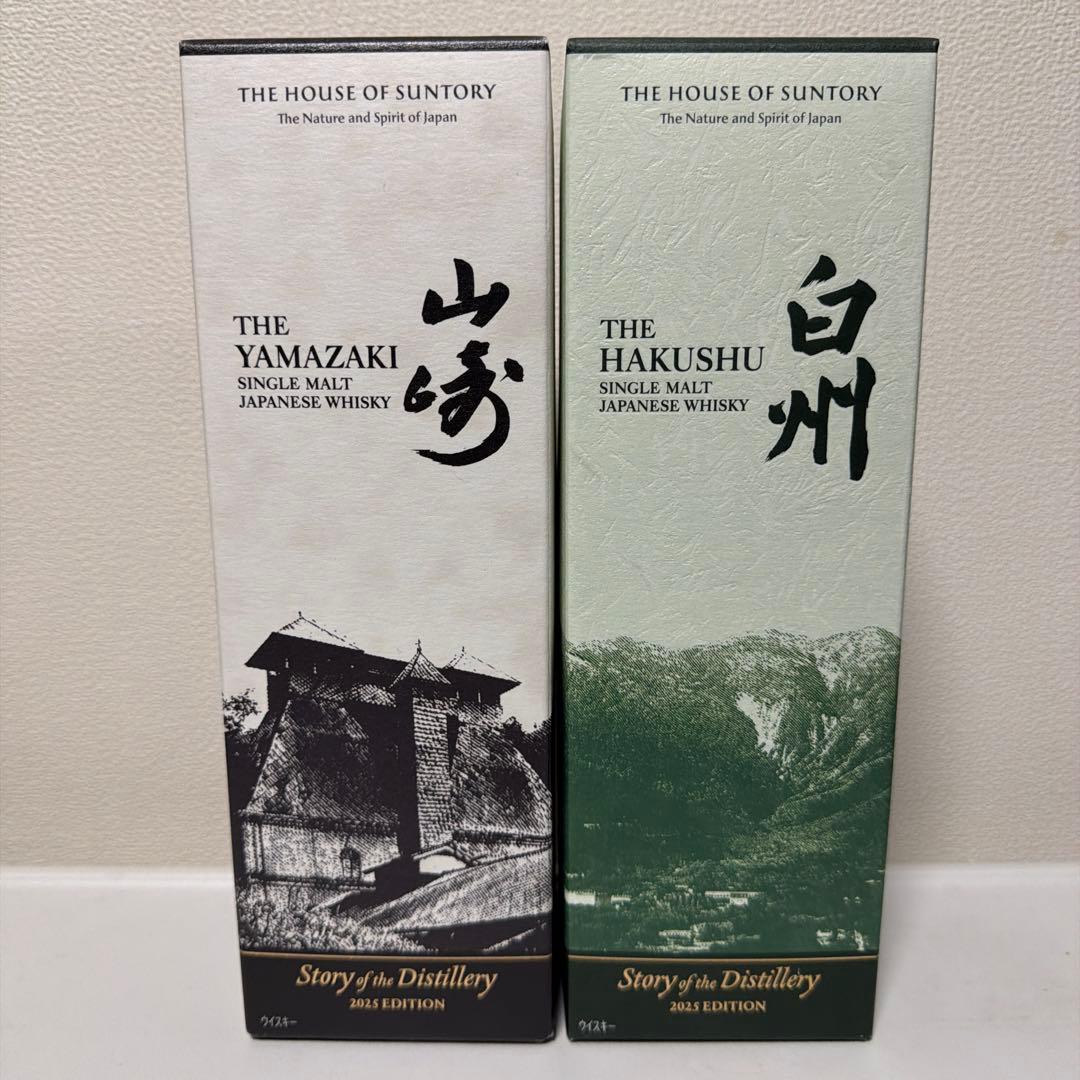 THE HOUSE OF SUNTORY
The Nature and Spirit of Japan
THE
YAMAZAKI
SINGLE MALT
JAPANESE WHISKY
山崎
Story of the Distillery
2025 EDITION
ウイスキー
THE HOUSE OF SUNTORY
The Nature and Spirit of Japan
THE
HAKUSHU
SINGLE MALT
JAPANESE WHISKY
白州
Story of the Distillery
2025 EDITION
ウイスキー